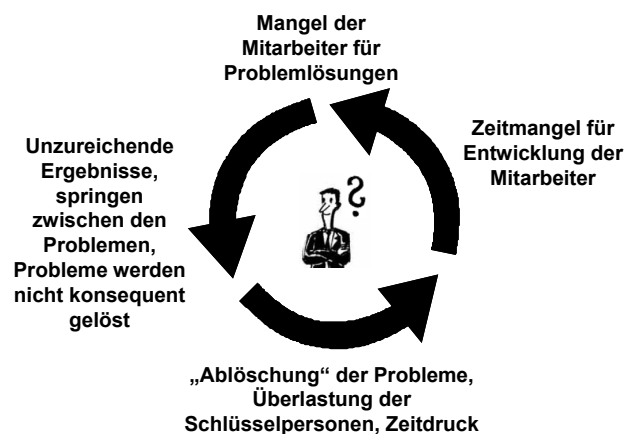 Mangel der
Mitarbeiter für
Problemlösungen
Zeitmangel für
Entwicklung der
Mitarbeiter
Unzureichende
Ergebnisse,
springen
zwischen den
Problemen,
Probleme werden
nicht konsequent
gelöst
?
„Ablöschung“ der Probleme,
Überlastung der
Schlüsselpersonen, Zeitdruck